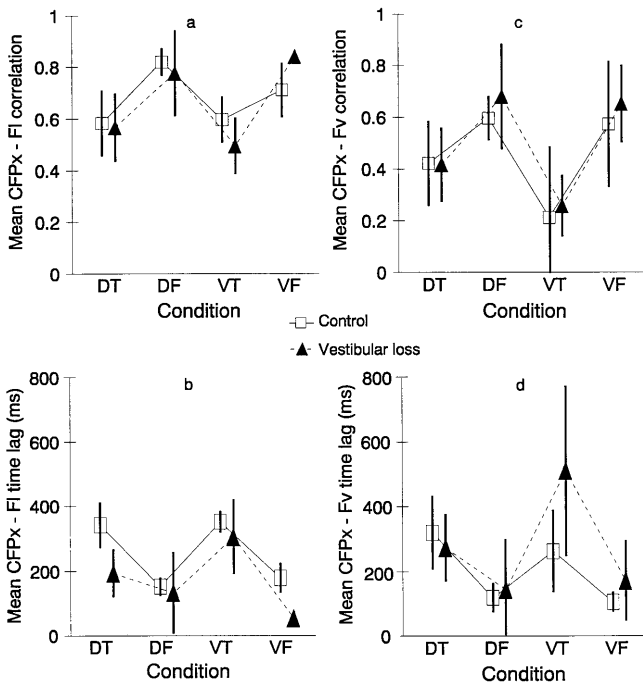 a
Mean CFPx - Fl correlation
1
0.8
0.6
0.4
0.2
0
DT DF VT VF
Condition
c
Mean CFPx - Fv correlation
1
0.8
0.6
0.4
0.2
0
DT DF VT VF
Condition
Control
Vestibular loss
b
Mean CFPx - Fl time lag (ms)
800
600
400
200
0
DT DF VT VF
Condition
d
Mean CFPx - Fv time lag (ms)
800
600
400
200
0
DT DF VT VF
Condition